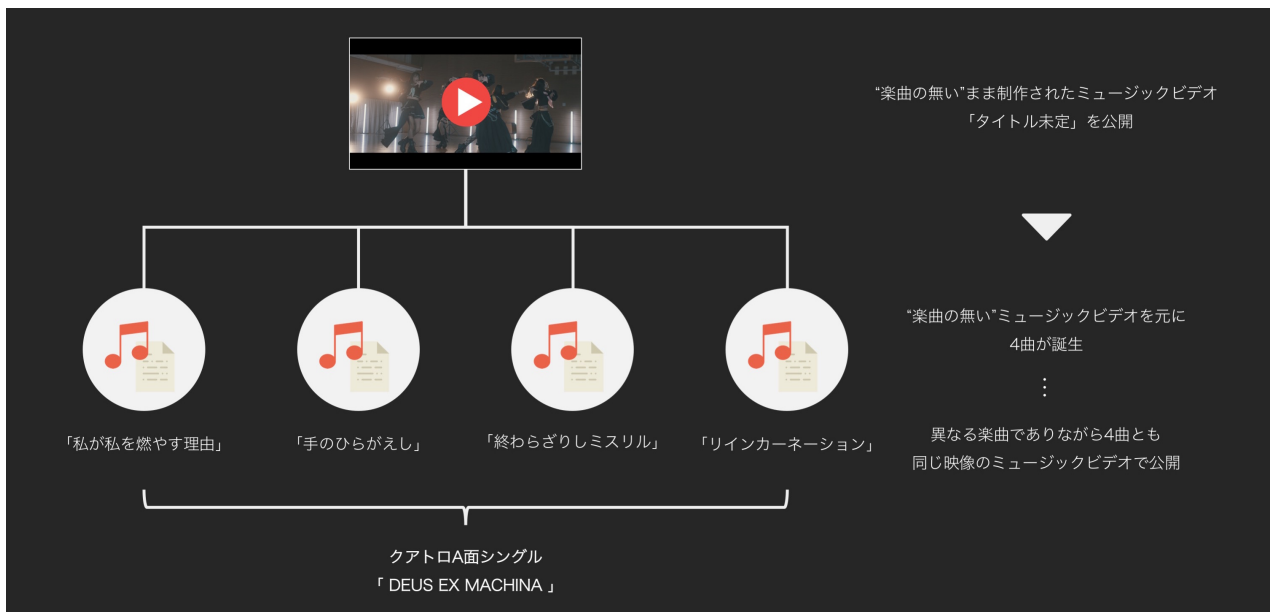 “楽曲の無い”まま制作されたミュージックビデオ
「タイトル未定」を公開
“楽曲の無い”ミュージックビデオを元に
4曲が誕生
⋮
異なる楽曲でありながら4曲とも
同じ映像のミュージックビデオで公開
「私が私を燃やす理由」
「手のひらがえし」
「終わらざりしミスリル」
「リインカーネーション」
クアトロA面シングル
「 DEUS EX MACHINA 」